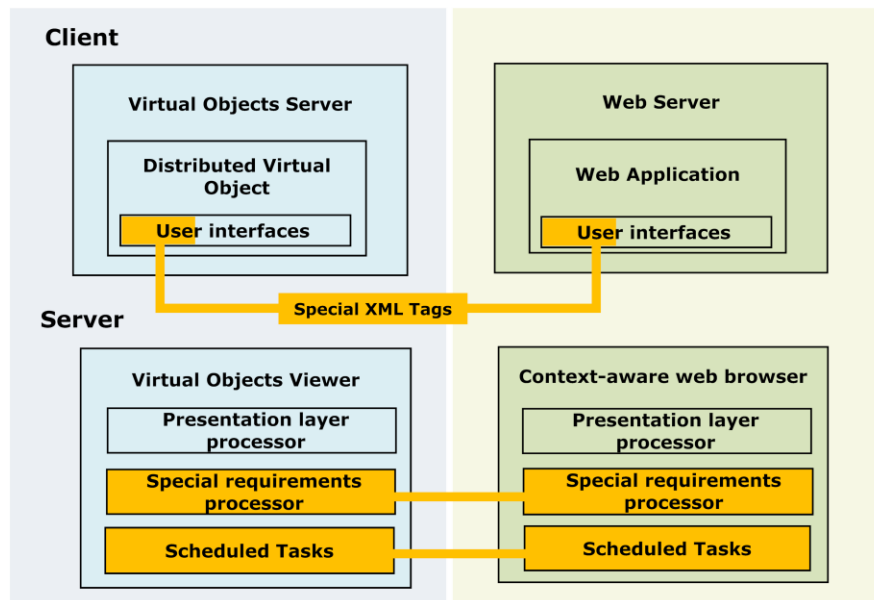 Client
Virtual Objects Server
Distributed Virtual
Object
User interfaces
Web Server
Web Application
User interfaces
Special XML Tags
Server
Virtual Objects Viewer
Presentation layer
processor
Special requirements
processor
Scheduled Tasks
Context-aware web browser
Presentation layer
processor
Special requirements
processor
Scheduled Tasks